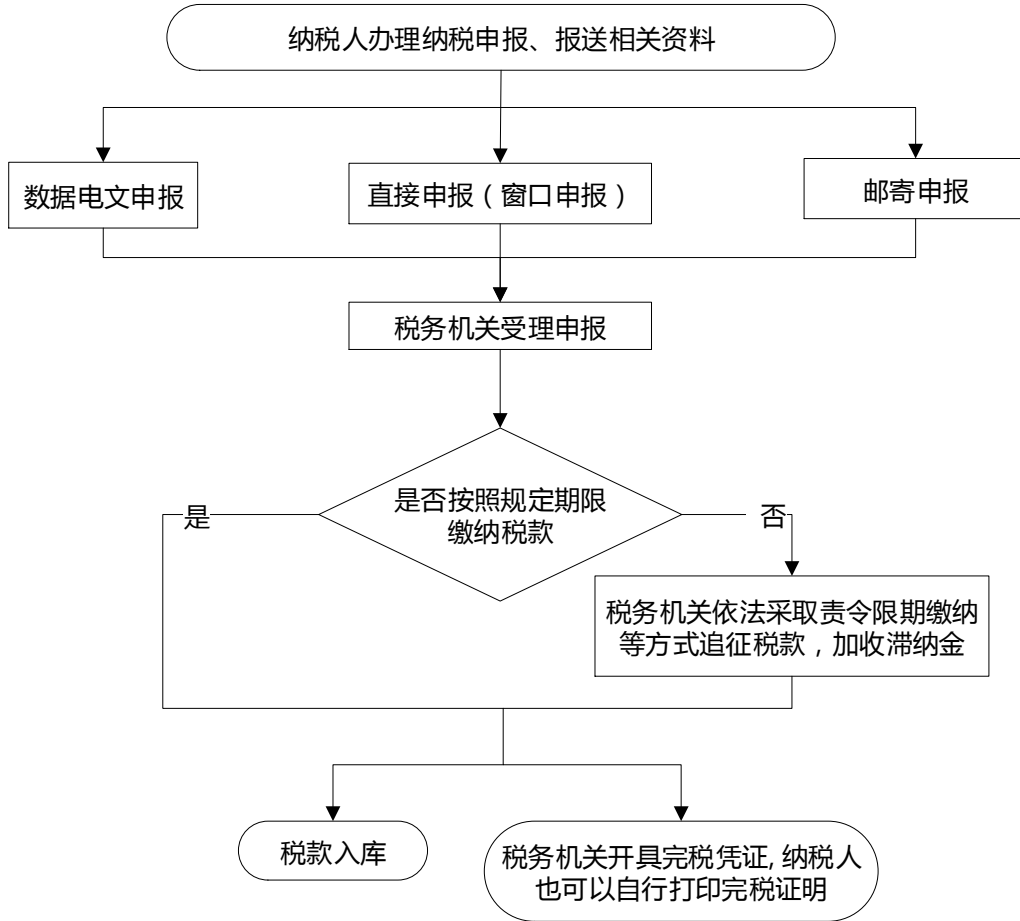 纳税人办理纳税申报、报送相关资料
数据电文申报
直接申报（窗口申报）
邮寄申报
税务机关受理申报
是否按照规定期限
缴纳税款
是
否
税务机关依法采取责令限期缴纳
等方式追征税款，加收滞纳金
税款入库
税务机关开具完税凭证, 纳税人
也可以自行打印完税证明